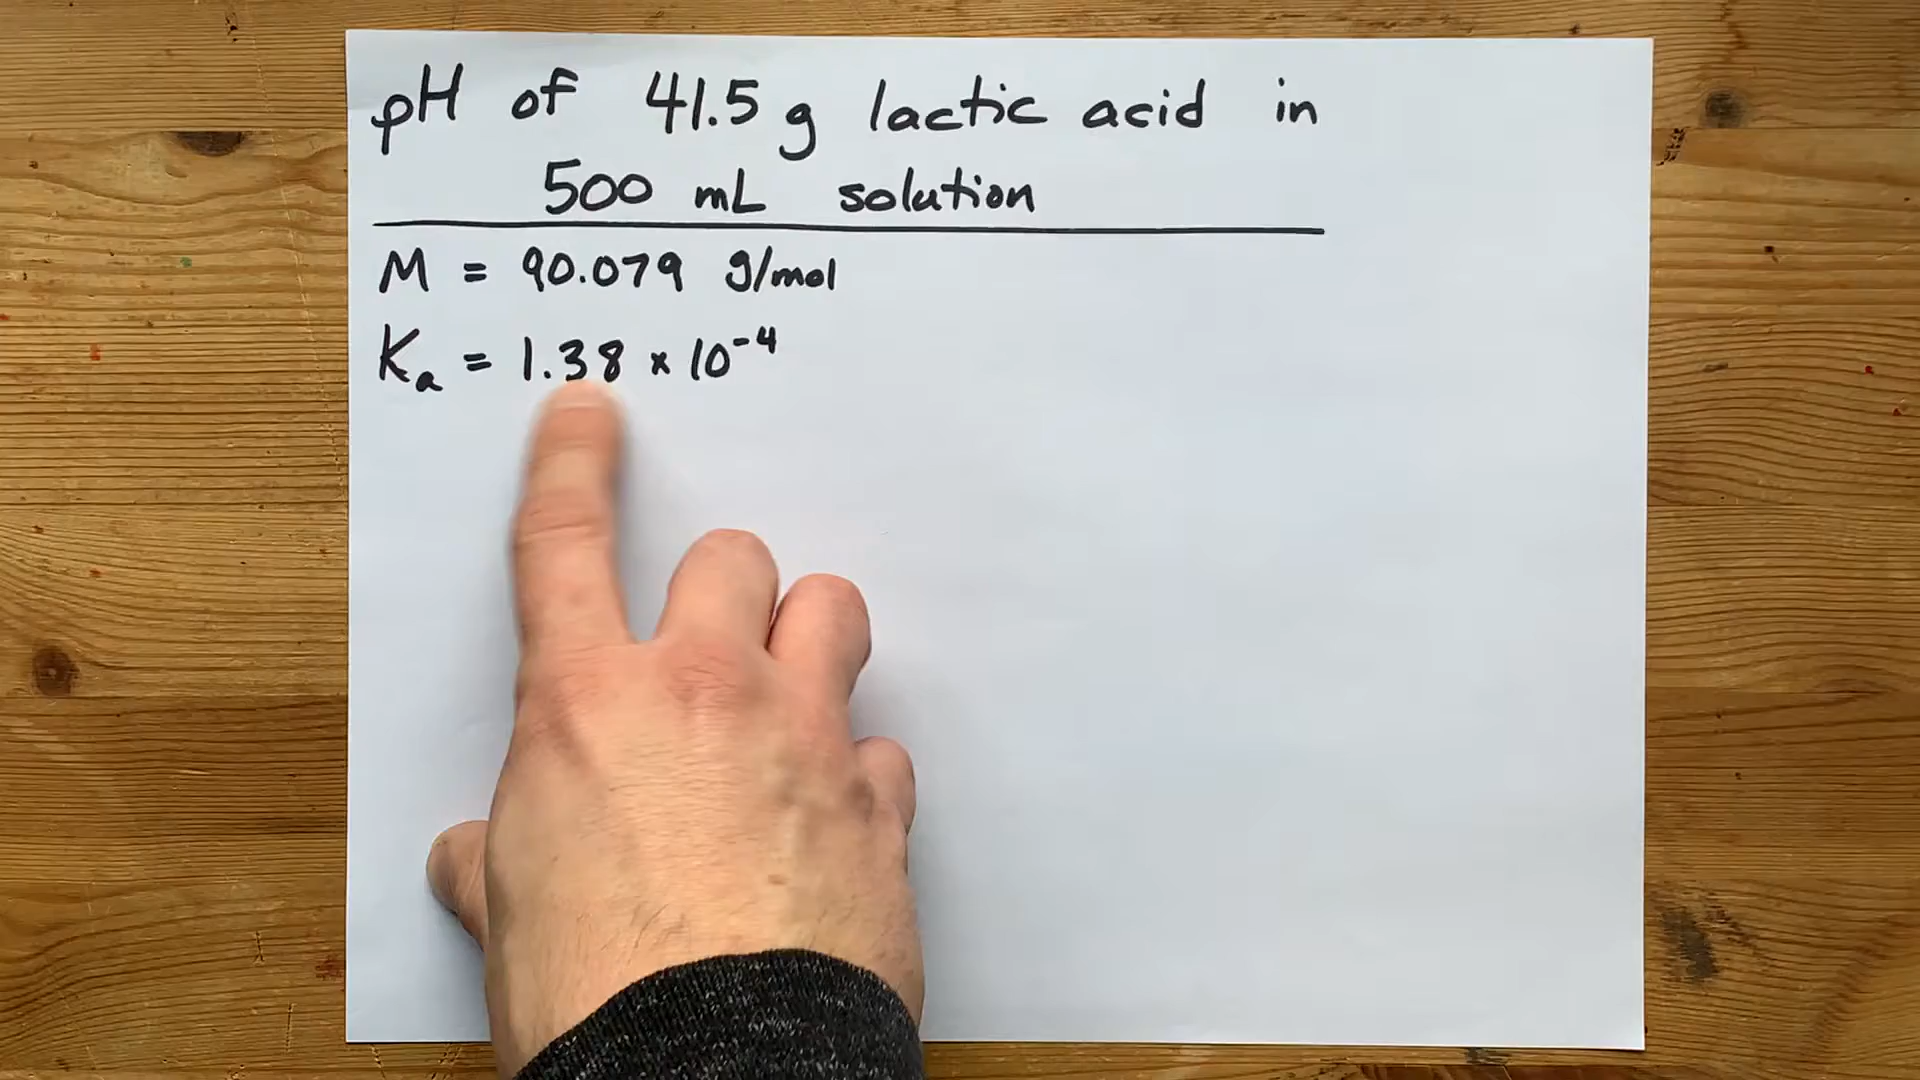 pH of 41.5 g lactic acid in
500 mL solution
M = 90.079 g/mol
Kₐ = 1.38 × 10⁻⁴